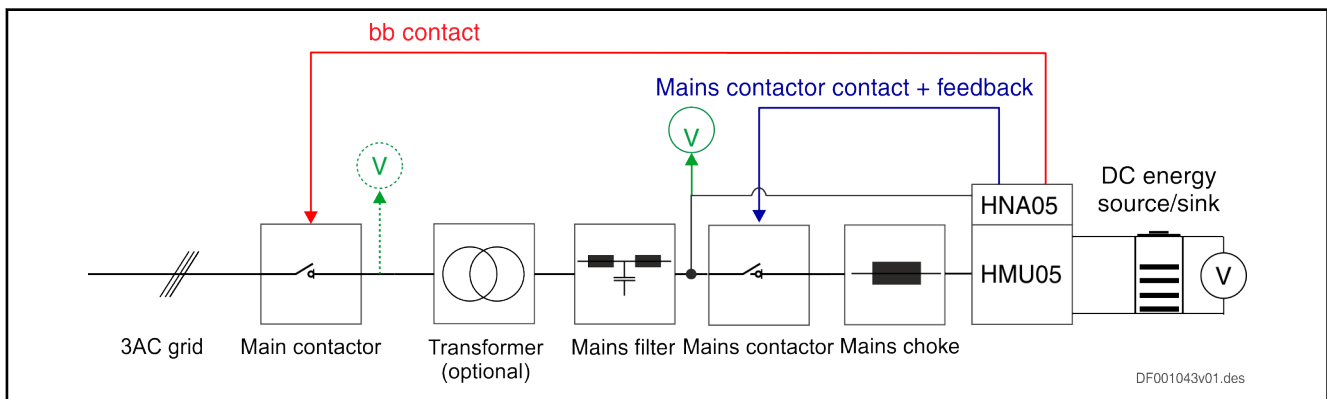 bb contact
Mains contactor contact + feedback
V
V
DC energy
source/sink
HNA05
HMU05
V
3AC grid
Main contactor
Transformer
(optional)
Mains filter
Mains contactor
Mains choke
DF001043v01.des